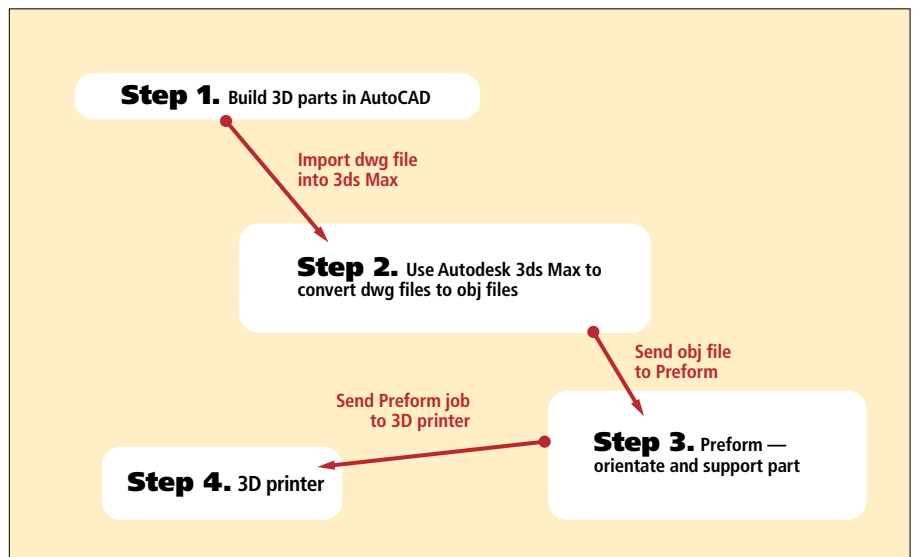 Step 1. Build 3D parts in AutoCAD
Import dwg file
into 3ds Max
Step 2. Use Autodesk 3ds Max to
convert dwg files to obj files
Send obj file
to Preform
Step 3. Preform —
orientate and support part
Send Preform job
to 3D printer
Step 4. 3D printer